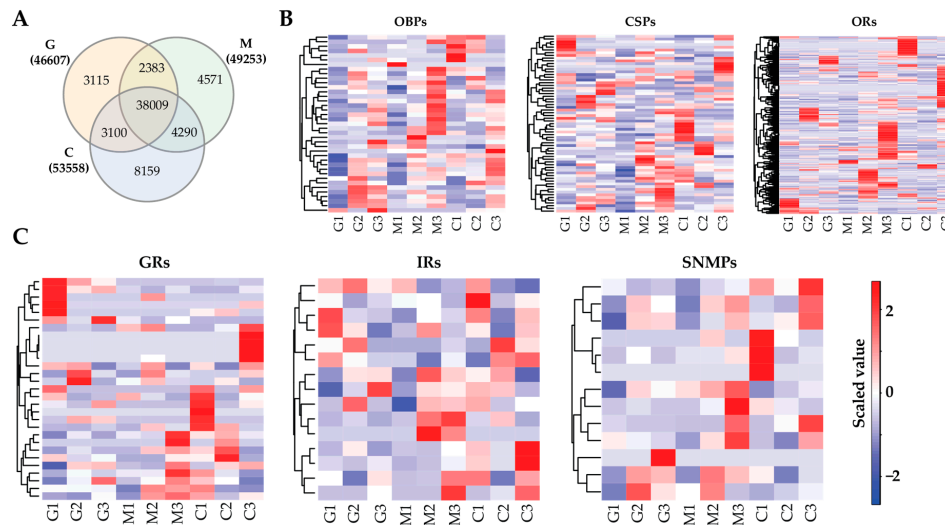 A
G
(46607)
M
(49253)
3115
2383
4571
38009
3100
4290
C
(53558)
8159
B
OBPs
CSPs
ORs
G1 G2 G3 M1 M2 M3 C1 C2 C3
G1 G2 G3 M1 M2 M3 C1 C2 C3
G1 G2 G3 M1 M2 M3 C1 C2 C3
C
GRs
IRs
SNMPs
G1 G2 G3 M1 M2 M3 C1 C2 C3
G1 G2 G3 M1 M2 M3 C1 C2 C3
G1 G2 G3 M1 M2 M3 C1 C2 C3
2
0
−2
Scaled value